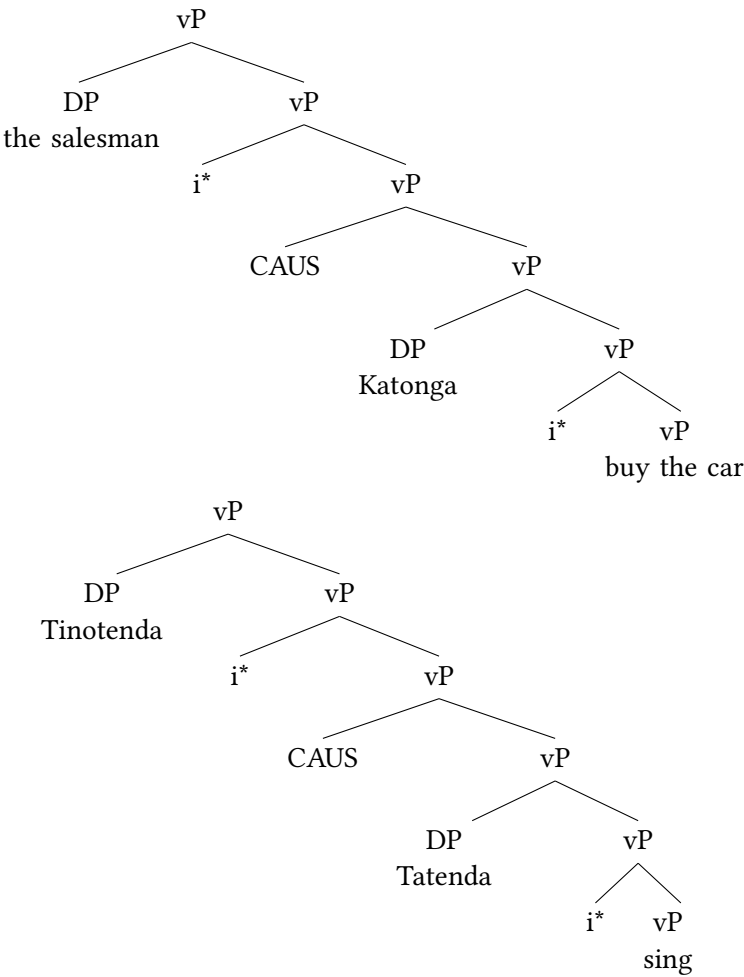 vP
DP vP
the salesman
i* vP
CAUS vP
DP vP
Katonga
i* vP
buy the car
vP
DP vP
Tinotenda
i* vP
CAUS vP
DP vP
Tatenda
i* vP
sing